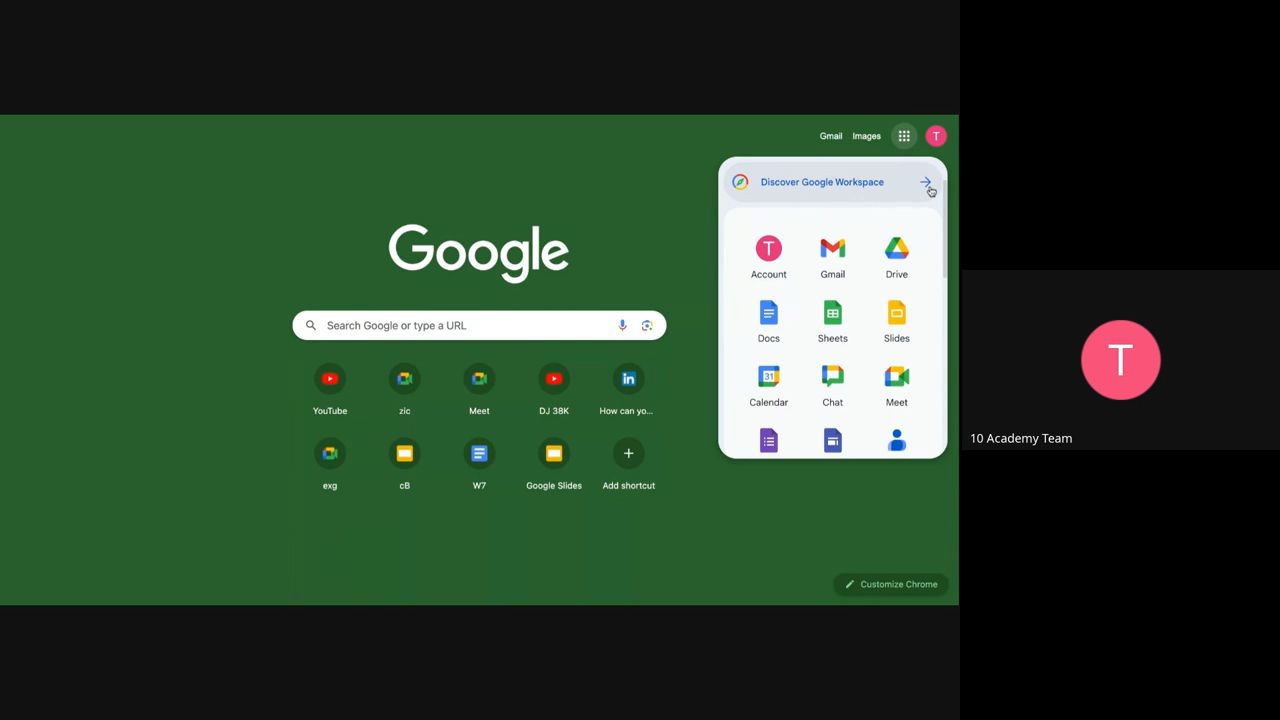 Gmail Images T
Discover Google Workspace
Google
T
Account Gmail Drive
Search Google or type a URL
Docs Sheets Slides
31
Calendar Chat Meet
in
YouTube zic Meet DJ 38K How can yo...
exg cB W7 Google Slides Add shortcut
Customize Chrome
T
10 Academy Team